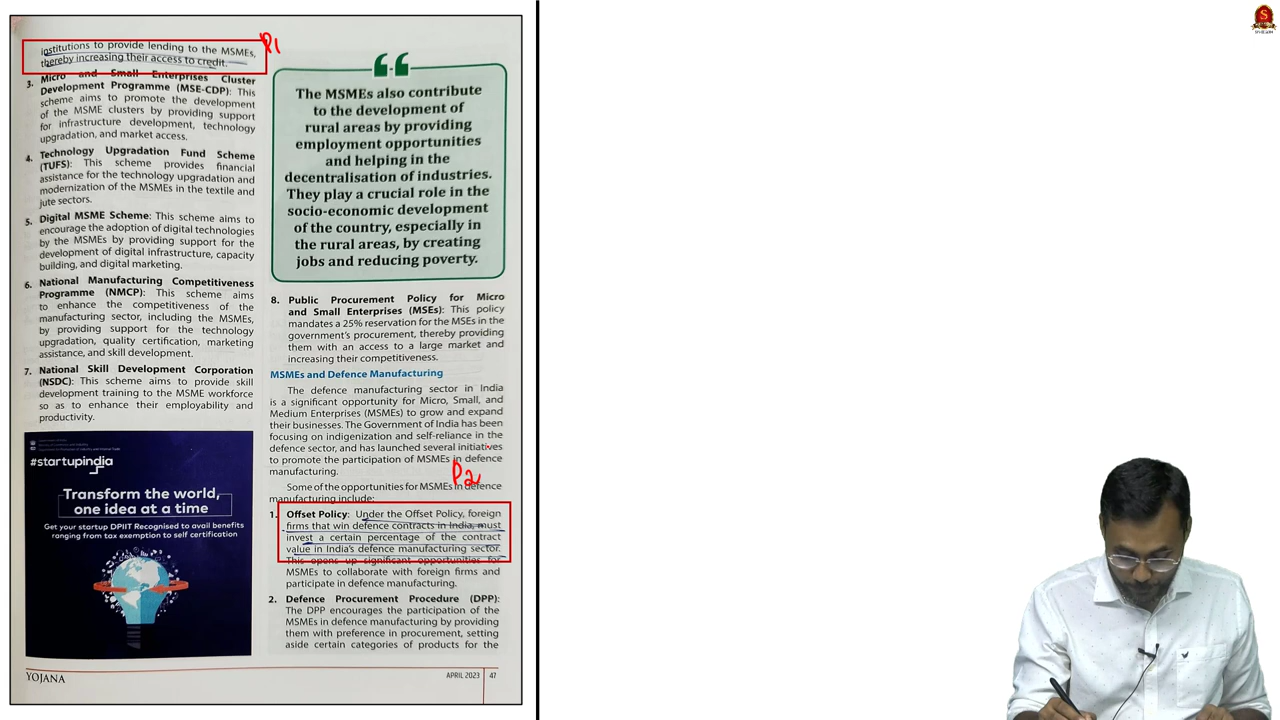 institutions to provide lending to the MSMEs,
thereby increasing their access to credit.
P1
3. Micro and Small Enterprises Cluster
Development Programme (MSE-CDP): This
scheme aims to promote the development
of the MSME clusters by providing support
for infrastructure development, technology
upgradation, and market access.
4. Technology Upgradation Fund Scheme
(TUFS): This scheme provides financial
assistance for the technology upgradation and
modernization of the MSMEs in the textile and
jute sectors.
5. Digital MSME Scheme: This scheme aims to
encourage the adoption of digital technologies
by the MSMEs by providing support for the
development of digital infrastructure, capacity
building, and digital marketing.
6. National Manufacturing Competitiveness
Programme (NMCP): This scheme aims
to enhance the competitiveness of the
manufacturing sector, including the MSMEs,
by providing support for the technology
upgradation, quality certification, marketing
assistance, and skill development.
7. National Skill Development Corporation
(NSDC): This scheme aims to provide skill
development training to the MSME workforce
so as to enhance their employability and
productivity.
#startupindia
Transform the world,
one idea at a time
Get your startup DPIIT Recognised to avail benefits
ranging from tax exemption to self certification
The MSMEs also contribute
to the development of
rural areas by providing
employment opportunities
and helping in the
decentralisation of industries.
They play a crucial role in the
socio-economic development
of the country, especially in
the rural areas, by creating
jobs and reducing poverty.
8. Public Procurement Policy for Micro
and Small Enterprises (MSEs): This policy
mandates a 25% reservation for the MSEs in the
government's procurement, thereby providing
them with an access to a large market and
increasing their competitiveness.
MSMEs and Defence Manufacturing
The defence manufacturing sector in India
is a significant opportunity for Micro, Small, and
Medium Enterprises (MSMEs) to grow and expand
their businesses. The Government of India has been
focusing on indigenization and self-reliance in the
defence sector, and has launched several initiatives
to promote the participation of MSMEs in defence
manufacturing.
P2
Some of the opportunities for MSMEs in defence
manufacturing include:
1. Offset Policy: Under the Offset Policy, foreign
firms that win defence contracts in India, must
invest a certain percentage of the contract
value in India's defence manufacturing sector.
This opens up significant opportunities for
MSMEs to collaborate with foreign firms and
participate in defence manufacturing.
2. Defence Procurement Procedure (DPP):
The DPP encourages the participation of the
MSMEs in defence manufacturing by providing
them with preference in procurement, setting
aside certain categories of products for the
YOJANA
APRIL 2023 47